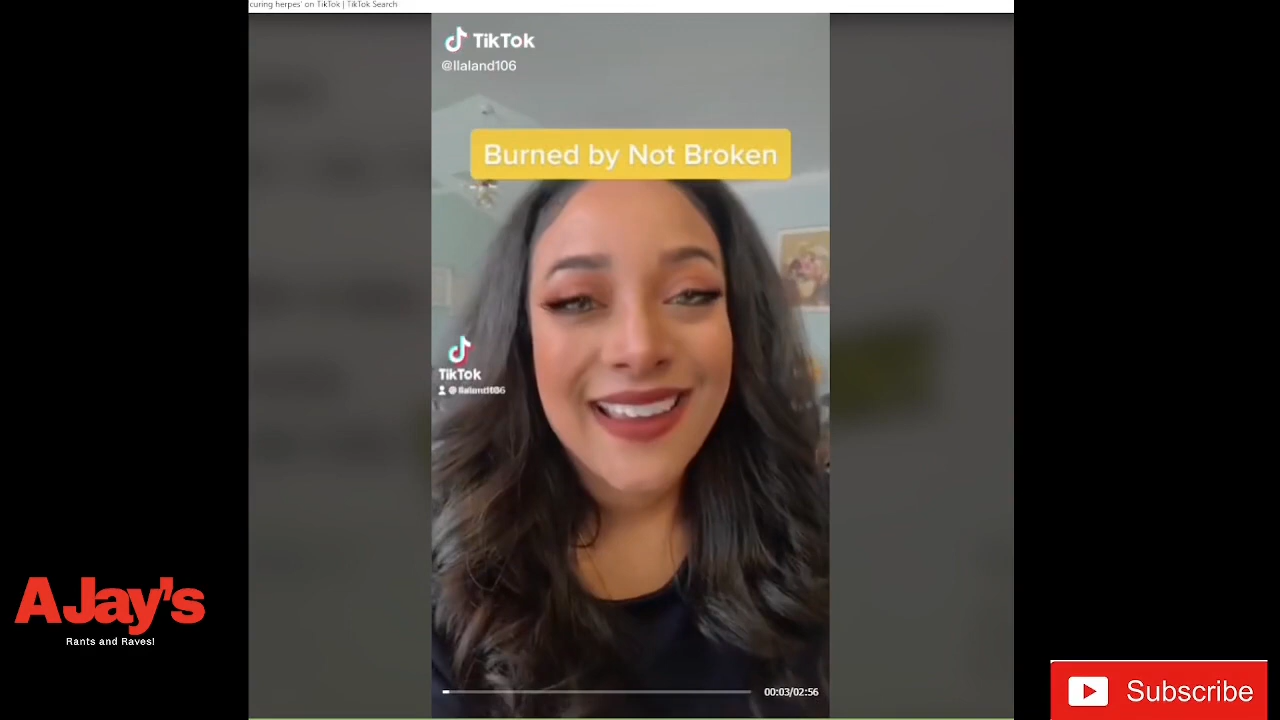 curing herpes' on TikTok | TikTok Search
TikTok
@llaland106
Burned by Not Broken
TikTok
AJay's
Rants and Raves!
00:03/02:56
Subscribe